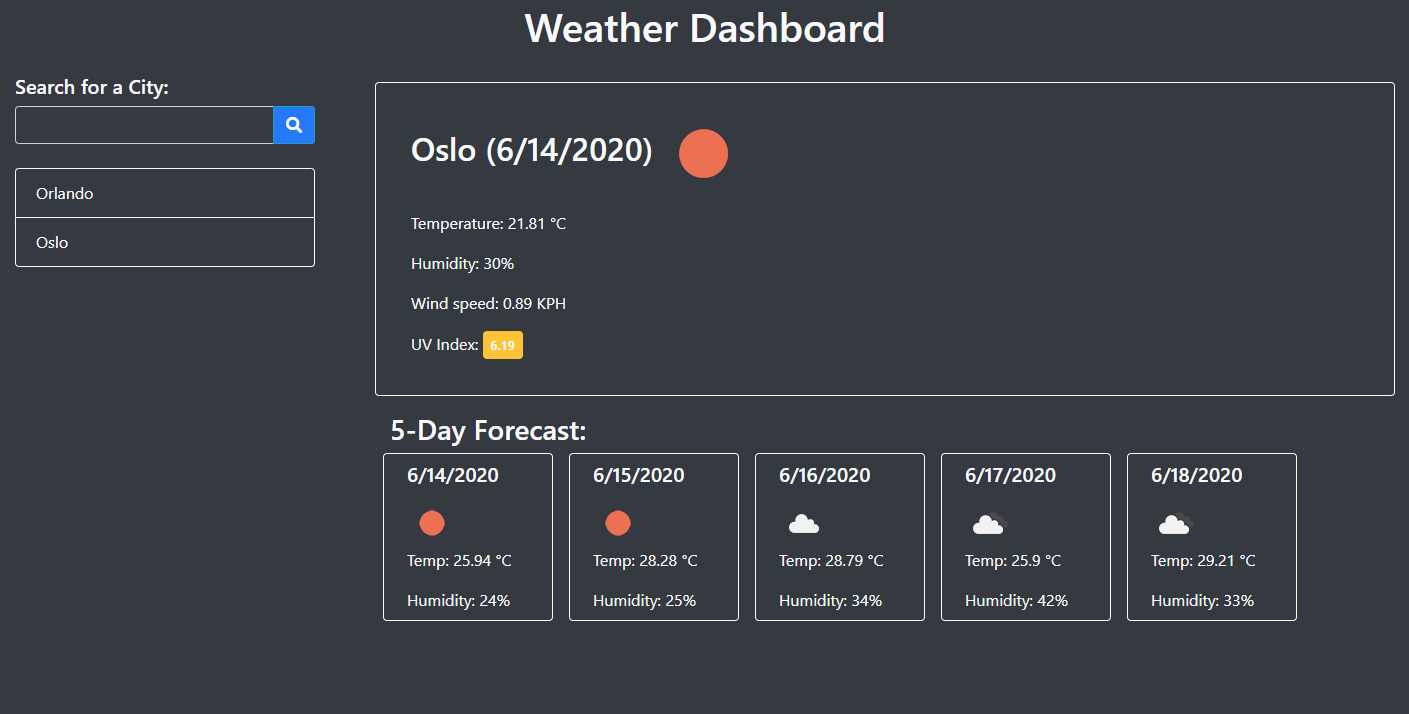 Weather Dashboard
Search for a City:
Orlando
Oslo
Oslo (6/14/2020)
Temperature: 21.81 °C
Humidity: 30%
Wind speed: 0.89 KPH
UV Index: 6.19
5-Day Forecast:
6/14/2020
Temp: 25.94 °C
Humidity: 24%
6/15/2020
Temp: 28.28 °C
Humidity: 25%
6/16/2020
Temp: 28.79 °C
Humidity: 34%
6/17/2020
Temp: 25.9 °C
Humidity: 42%
6/18/2020
Temp: 29.21 °C
Humidity: 33%